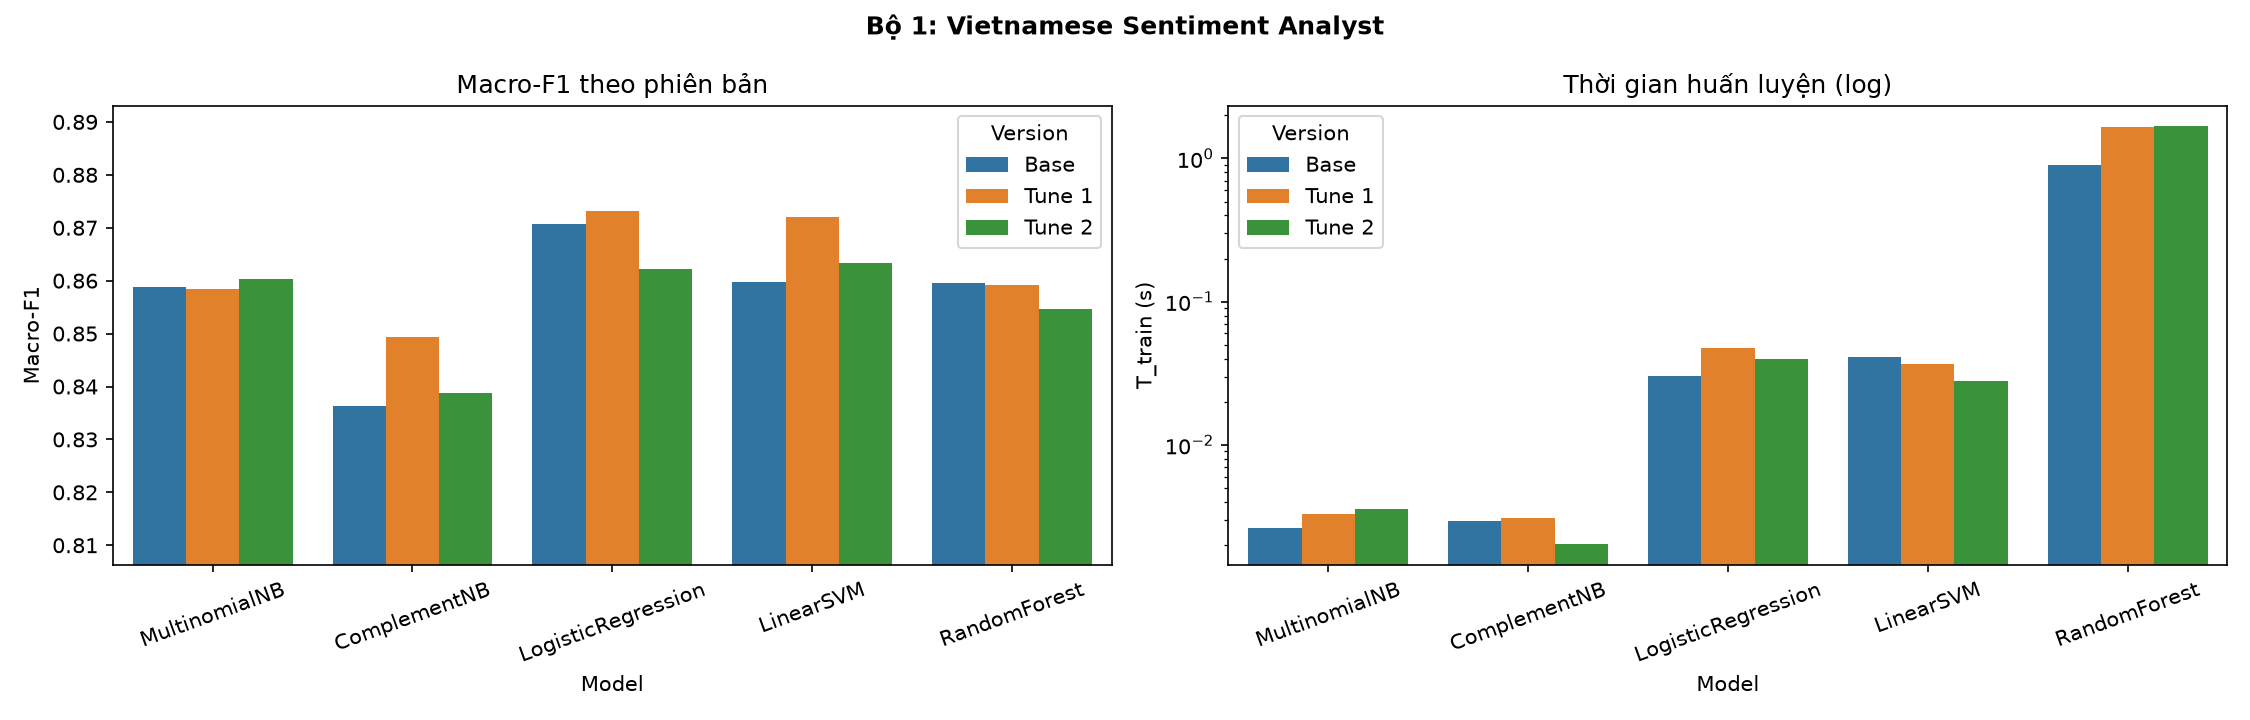 Bộ 1: Vietnamese Sentiment Analyst
Macro-F1 theo phiên bản
Macro-F1
0.89
0.88
0.87
0.86
0.85
0.84
0.83
0.82
0.81
Version
Base
Tune 1
Tune 2
MultinomialNB
ComplementNB
LogisticRegression
LinearSVM
RandomForest
Model
Thời gian huấn luyện (log)
T_train (s)
10⁰
10⁻¹
10⁻²
Version
Base
Tune 1
Tune 2
MultinomialNB
ComplementNB
LogisticRegression
LinearSVM
RandomForest
Model